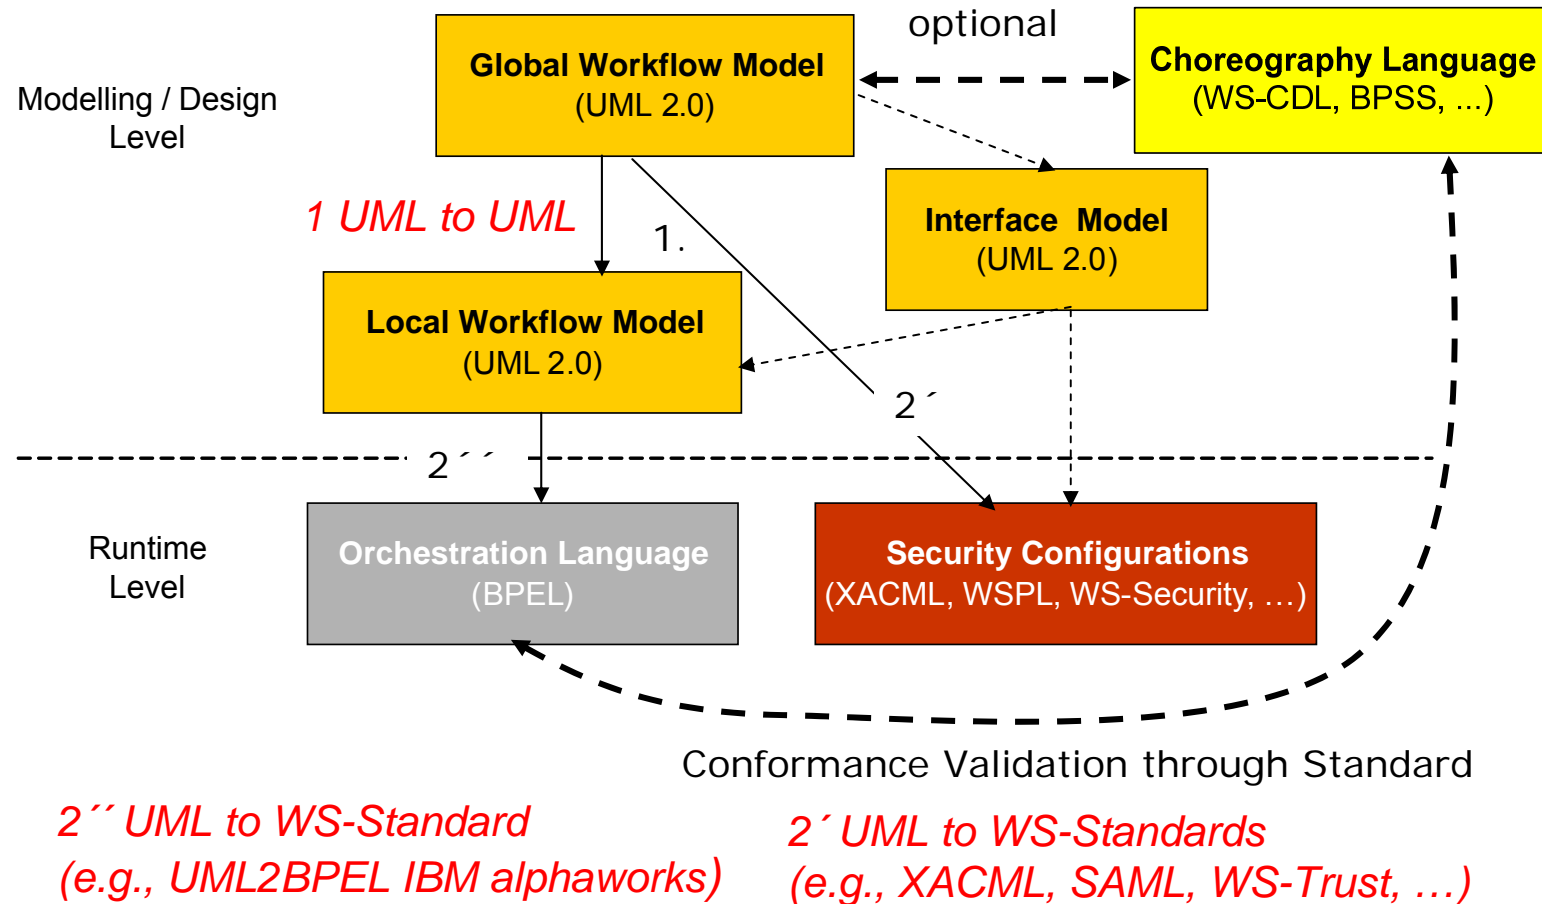 optional
Global Workflow Model
(UML 2.0)
Choreography Language
(WS-CDL, BPSS, ...)
Modelling / Design
Level
1 UML to UML
1.
Interface Model
(UML 2.0)
Local Workflow Model
(UML 2.0)
2´
2´´
Runtime
Level
Orchestration Language
(BPEL)
Security Configurations
(XACML, WSPL, WS-Security, …)
Conformance Validation through Standard
2´´ UML to WS-Standard
(e.g., UML2BPEL IBM alphaworks)
2´ UML to WS-Standards
(e.g., XACML, SAML, WS-Trust, …)